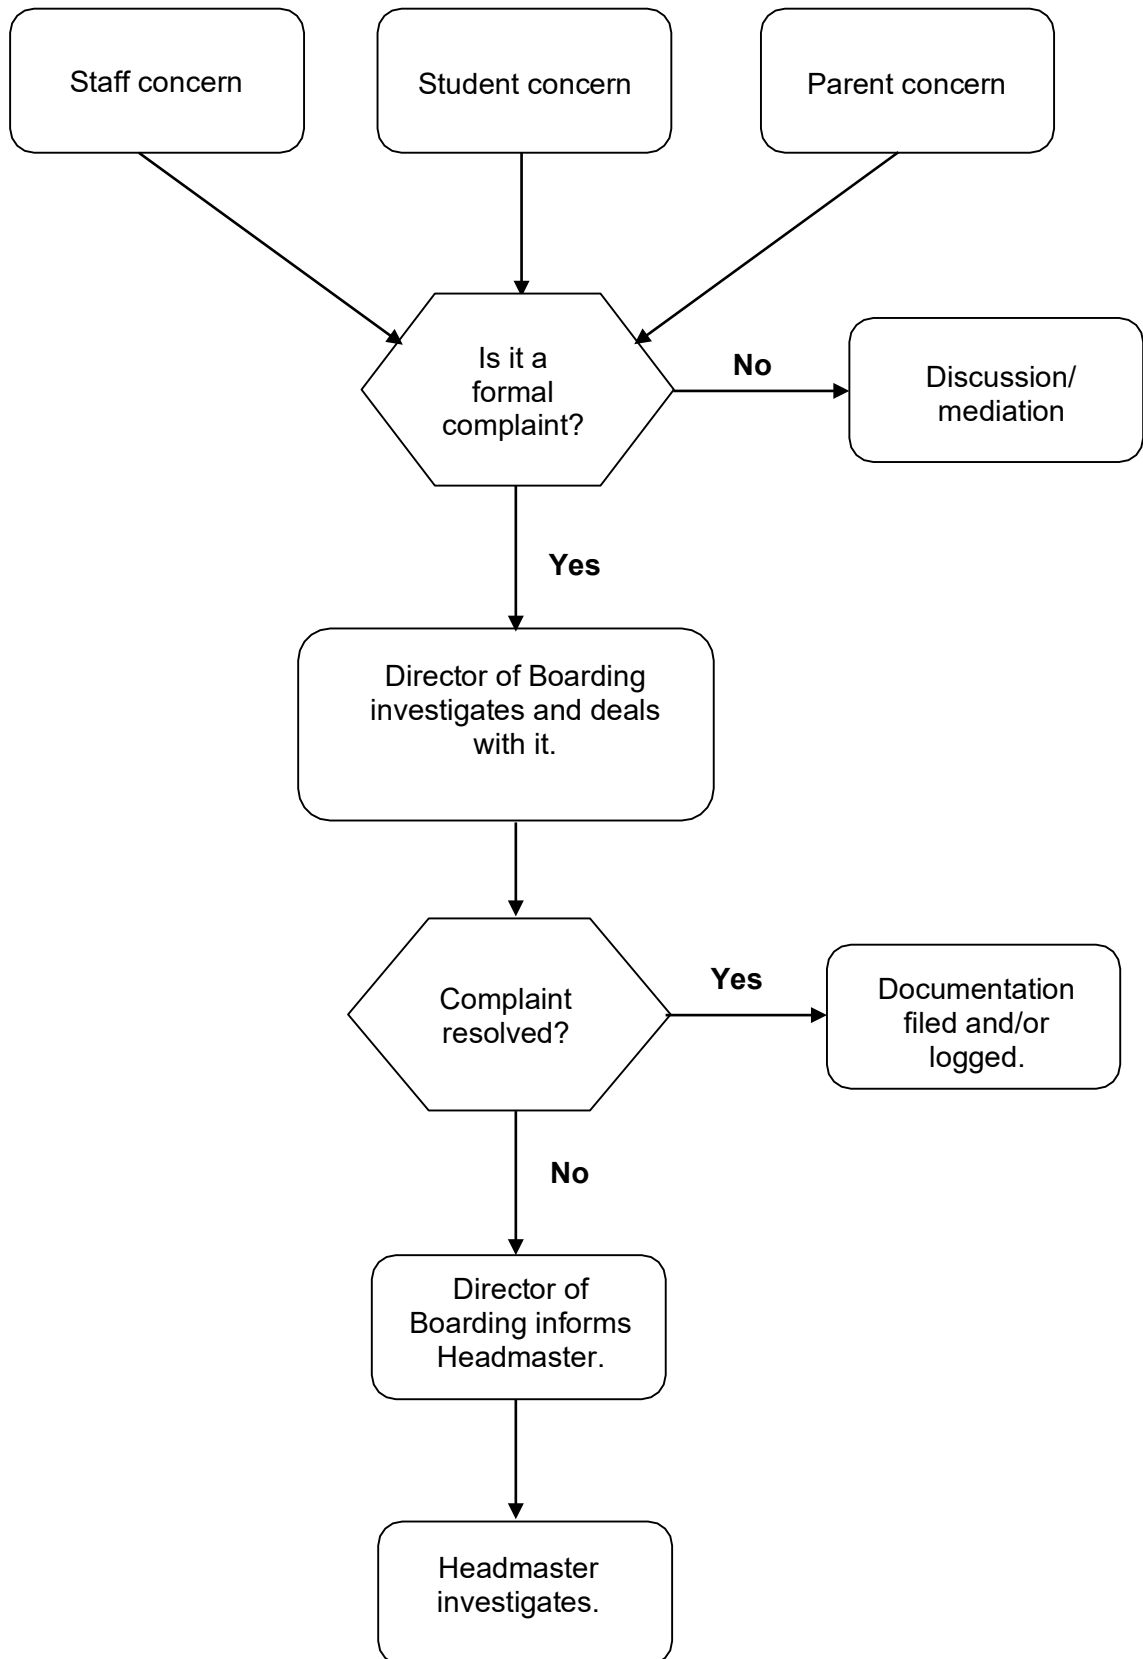 Staff concern
Student concern
Parent concern
Is it a
formal
complaint?
No
Discussion/
mediation
Yes
Director of Boarding
investigates and deals
with it.
Complaint
resolved?
Yes
Documentation
filed and/or
logged.
No
Director of
Boarding informs
Headmaster.
Headmaster
investigates.